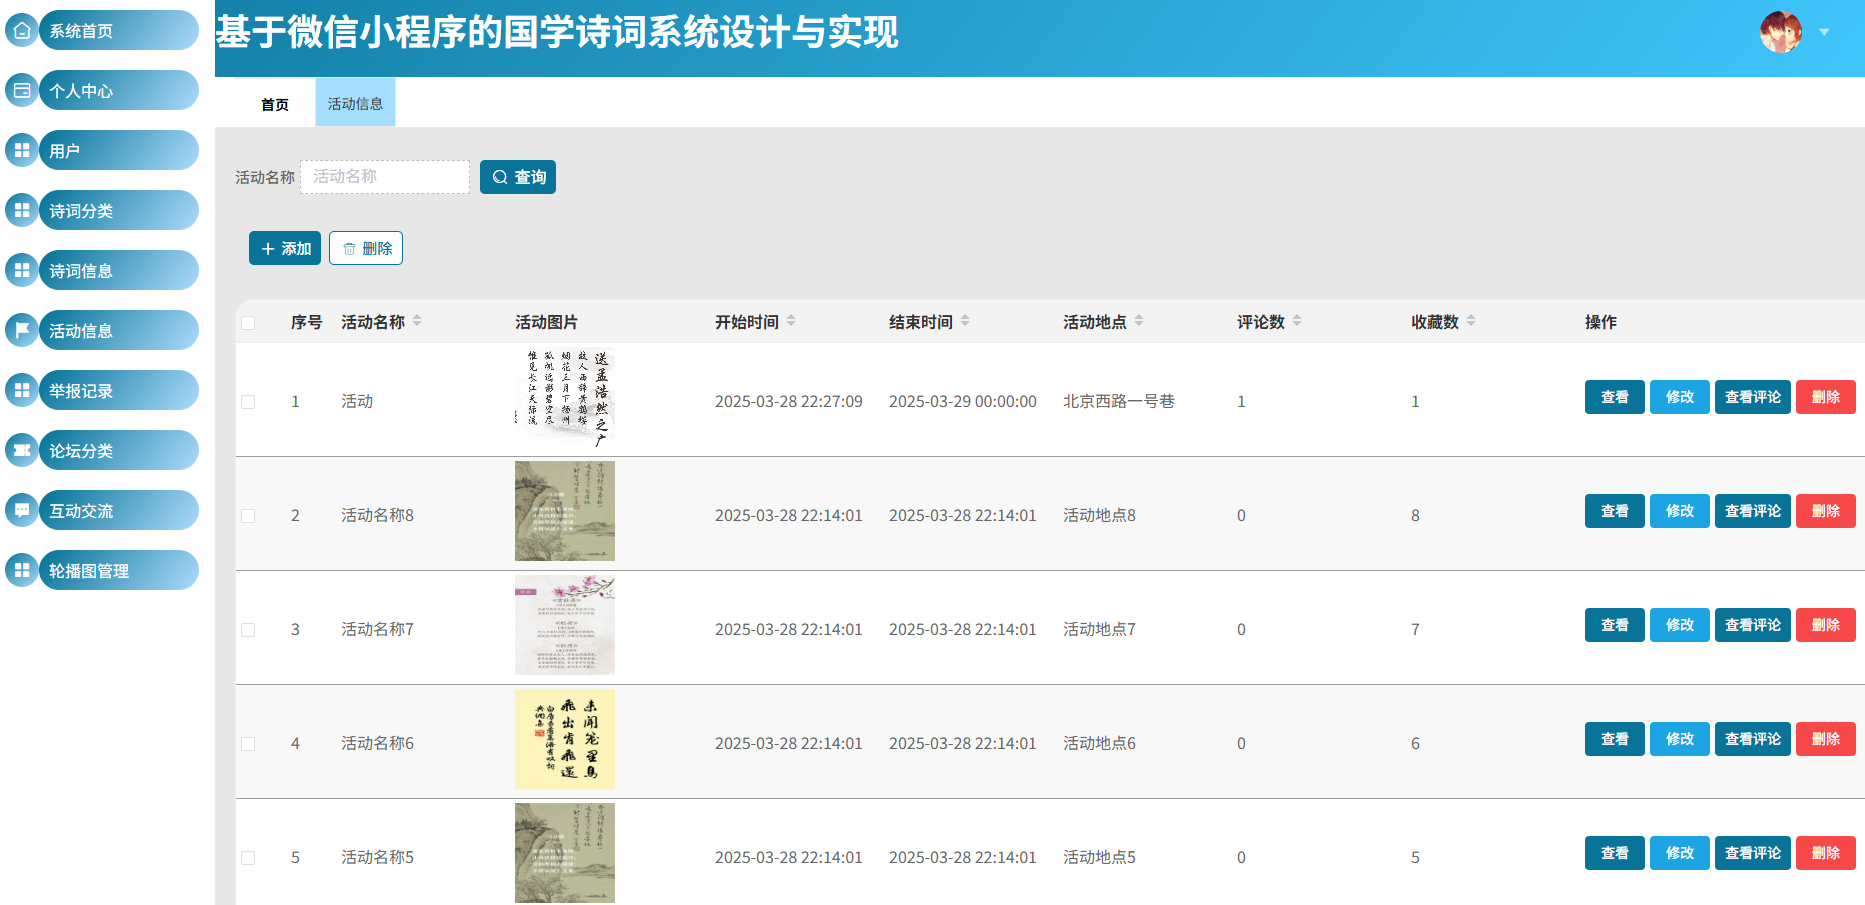 系统首页
个人中心
用户
诗词分类
诗词信息
活动信息
举报记录
论坛分类
互动交流
轮播图管理
基于微信小程序的国学诗词系统设计与实现
首页 活动信息
活动名称 活动名称 查询
添加 删除
序号 活动名称 活动图片 开始时间 结束时间 活动地点 评论数 收藏数 操作
送孟浩然之广
故人西辞黄鹤楼
烟花三月下扬州
孤帆远影碧空尽
惟见长江天际流
1 活动 2025-03-28 22:27:09 2025-03-29 00:00:00 北京西路一号巷 1 1 查看 修改 查看评论 删除
2 活动名称8 2025-03-28 22:14:01 2025-03-28 22:14:01 活动地点8 0 8 查看 修改 查看评论 删除
3 活动名称7 2025-03-28 22:14:01 2025-03-28 22:14:01 活动地点7 0 7 查看 修改 查看评论 删除
4 活动名称6 2025-03-28 22:14:01 2025-03-28 22:14:01 活动地点6 0 6 查看 修改 查看评论 删除
5 活动名称5 2025-03-28 22:14:01 2025-03-28 22:14:01 活动地点5 0 5 查看 修改 查看评论 删除